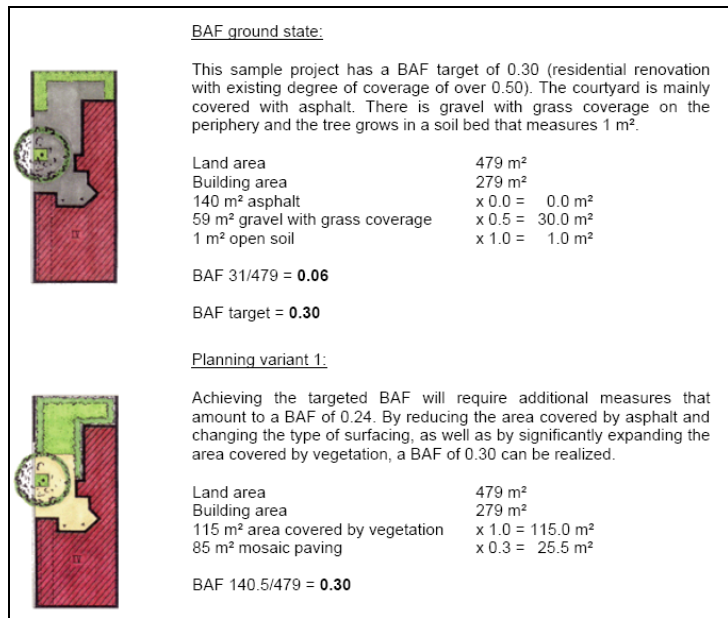 BAF ground state:
This sample project has a BAF target of 0.30 (residential renovation
with existing degree of coverage of over 0.50). The courtyard is mainly
covered with asphalt. There is gravel with grass coverage on the
periphery and the tree grows in a soil bed that measures 1 m².
Land area 479 m²
Building area 279 m²
140 m² asphalt x 0.0 = 0.0 m²
59 m² gravel with grass coverage x 0.5 = 30.0 m²
1 m² open soil x 1.0 = 1.0 m²
BAF 31/479 = 0.06
BAF target = 0.30
Planning variant 1:
Achieving the targeted BAF will require additional measures that
amount to a BAF of 0.24. By reducing the area covered by asphalt and
changing the type of surfacing, as well as by significantly expanding the
area covered by vegetation, a BAF of 0.30 can be realized.
Land area 479 m²
Building area 279 m²
115 m² area covered by vegetation x 1.0 = 115.0 m²
85 m² mosaic paving x 0.3 = 25.5 m²
BAF 140.5/479 = 0.30